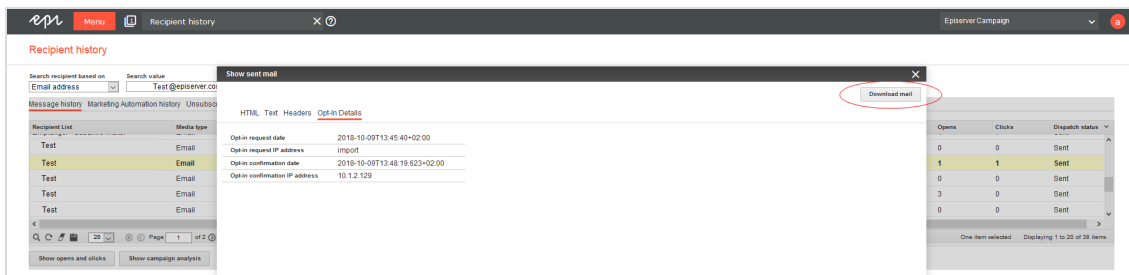 epi Menu 1 Recipient history Episerver Campaign a
Recipient history
Search recipient based on Search value
Email address Test@episerver.co
Message history Marketing Automation history Unsubsc
Show sent mail
Download mail
HTML Text Headers Opt-In Details
Opt-in request date 2018-10-09T13:45:40+02:00
Opt-in request IP address import
Opt-in confirmation date 2018-10-09T13:48:19.623+02:00
Opt-in confirmation IP address 10.1.2.129
Recipient List Media type Opens Clicks Dispatch status
Test Email 0 0 Sent
Test Email 1 1 Sent
Test Email 0 0 Sent
Test Email 3 0 Sent
Test Email 0 0 Sent
20 Page 1 of 2 One item selected Displaying 1 to 20 of 38 items
Show opens and clicks Show campaign analysis